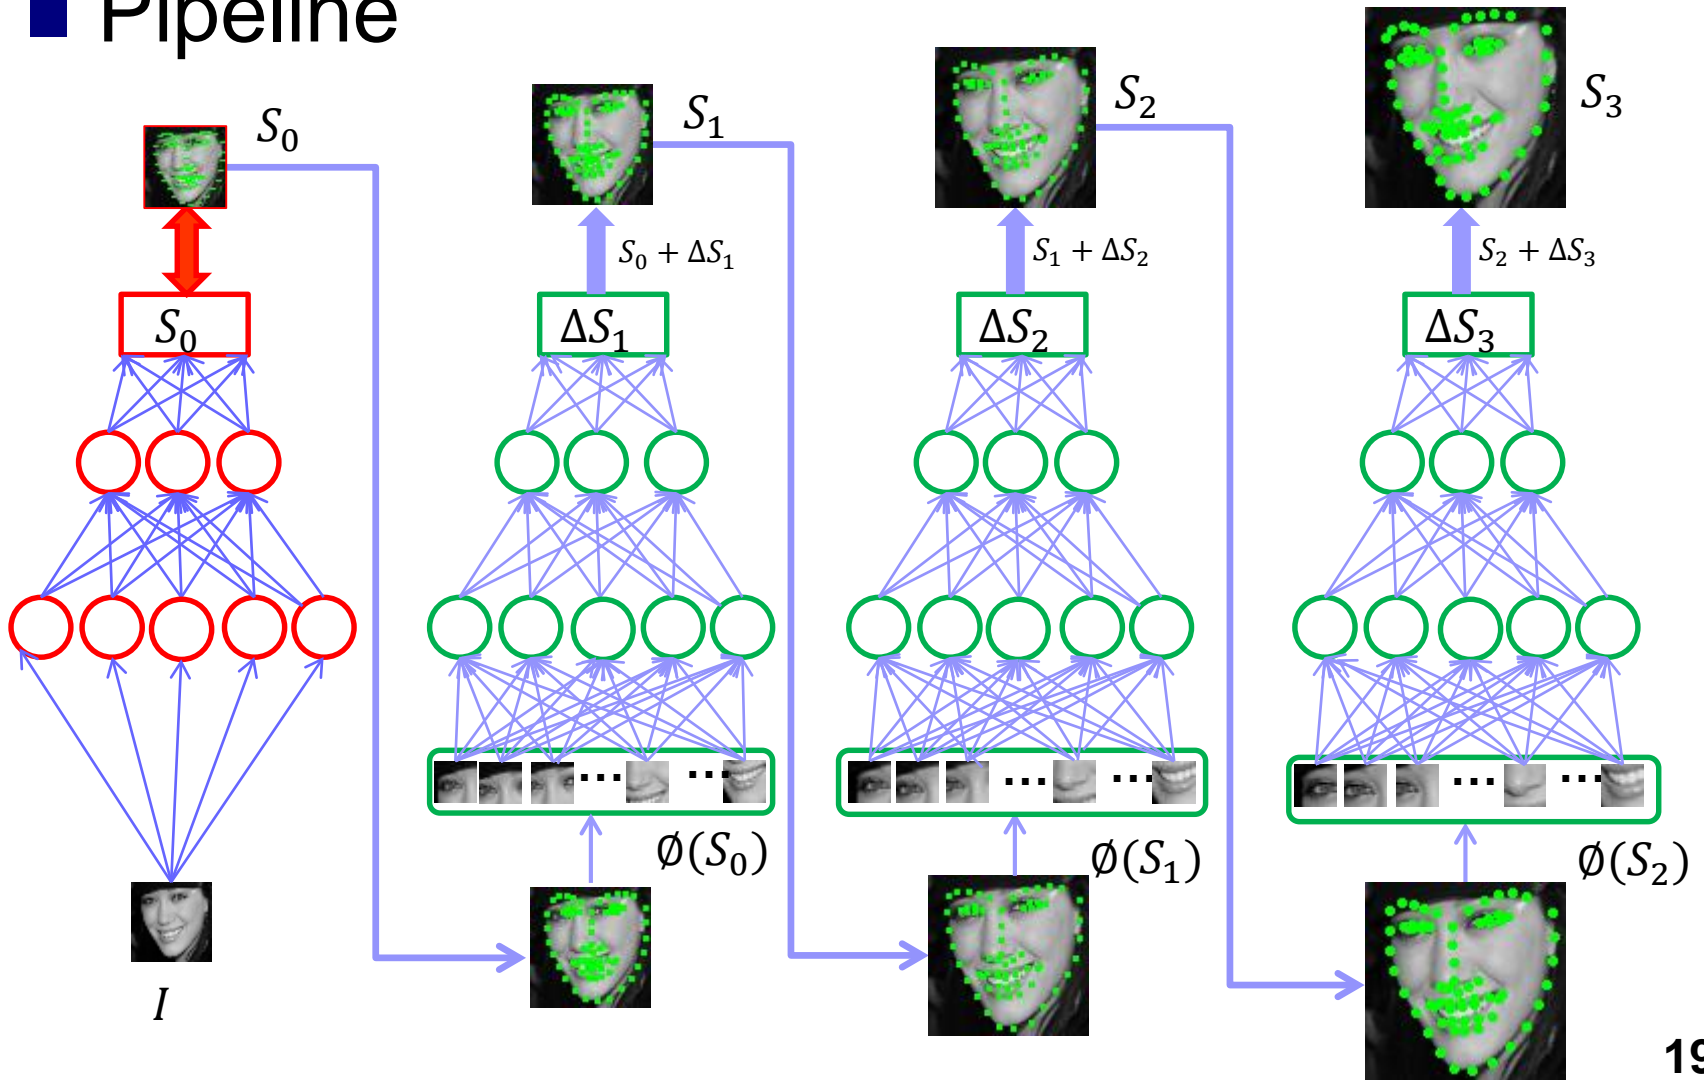 Pipeline
S₀
S₁
S₂
S₃
S₀ + ΔS₁
S₁ + ΔS₂
S₂ + ΔS₃
S₀
ΔS₁
ΔS₂
ΔS₃
...
...
...
...
...
...
∅(S₀)
∅(S₁)
∅(S₂)
I
19